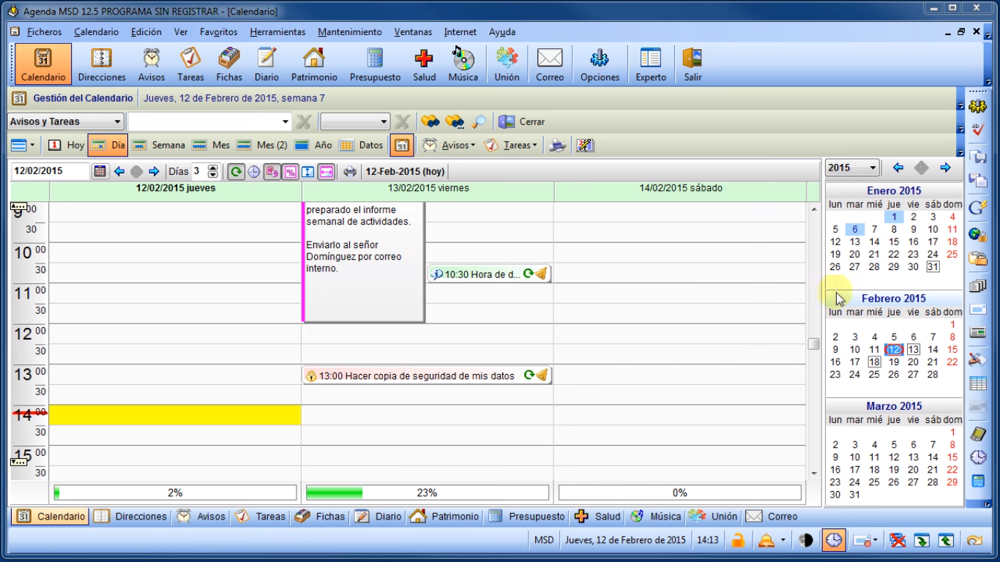 Agenda MSD 12.5 PROGRAMA SIN REGISTRAR - [Calendario]
Ficheros Calendario Edición Ver Favoritos Herramientas Mantenimiento Ventanas Internet Ayuda
Calendario Direcciones Avisos Tareas Fichas Diario Patrimonio Presupuesto Salud Música Unión Correo Opciones Experto Salir
Gestión del Calendario Jueves, 12 de Febrero de 2015, semana 7
Avisos y Tareas Cerrar
Hoy Día Semana Mes Mes (2) Año Datos Avisos Tareas
12/02/2015 Días 3 12-Feb-2015 (hoy)
12/02/2015 jueves 13/02/2015 viernes 14/02/2015 sábado
9 00
30
10 00
30
11 00
30
12 00
30
13 00
30
14 00
30
15 00
30
preparado el informe
semanal de actividades.
Enviarlo al señor
Domínguez por correo
interno.
10:30 Hora de d...
13:00 Hacer copia de seguridad de mis datos
2% 23% 0%
2015
Enero 2015
lun mar mié jue vie sáb dom
1 2 3 4
5 6 7 8 9 10 11
12 13 14 15 16 17 18
19 20 21 22 23 24 25
26 27 28 29 30 31
Febrero 2015
lun mar mié jue vie sáb dom
1
2 3 4 5 6 7 8
9 10 11 12 13 14 15
16 17 18 19 20 21 22
23 24 25 26 27 28
Marzo 2015
lun mar mié jue vie sáb dom
1
2 3 4 5 6 7 8
9 10 11 12 13 14 15
16 17 18 19 20 21 22
23 24 25 26 27 28 29
30 31
Calendario Direcciones Avisos Tareas Fichas Diario Patrimonio Presupuesto Salud Música Unión Correo
MSD Jueves, 12 de Febrero de 2015 14:13